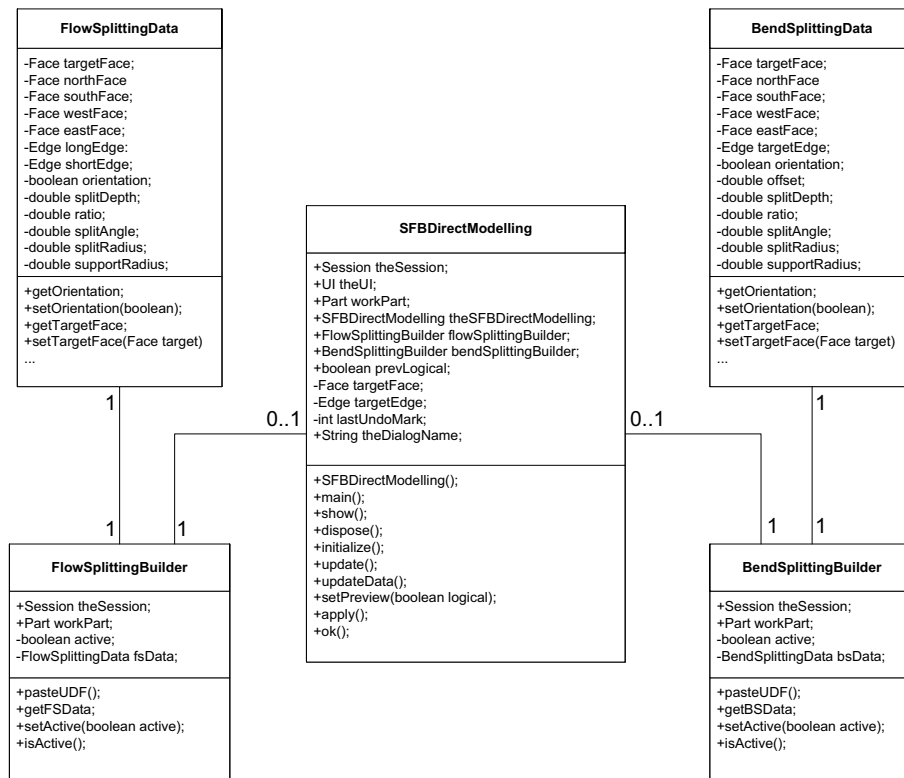 FlowSplittingData
-Face targetFace;
-Face northFace
-Face southFace;
-Face westFace;
-Face eastFace;
-Edge longEdge:
-Edge shortEdge;
-boolean orientation;
-double splitDepth;
-double ratio;
-double splitAngle;
-double splitRadius;
-double supportRadius;
+getOrientation;
+setOrientation(boolean);
+getTargetFace;
+setTargetFace(Face target)
...
1
1
BendSplittingData
-Face targetFace;
-Face northFace
-Face southFace;
-Face westFace;
-Face eastFace;
-Edge targetEdge;
-boolean orientation;
-double offset;
-double splitDepth;
-double ratio;
-double splitAngle;
-double splitRadius;
-double supportRadius;
+getOrientation;
+setOrientation(boolean);
+getTargetFace;
+setTargetFace(Face target)
...
1
1
SFBDirectModelling
+Session theSession;
+UI theUI;
+Part workPart;
+SFBDirectModelling theSFBDirectModelling;
+FlowSplittingBuilder flowSplittingBuilder;
+BendSplittingBuilder bendSplittingBuilder;
+boolean prevLogical;
-Face targetFace;
-Edge targetEdge;
-int lastUndoMark;
+String theDialogName;
+SFBDirectModelling();
+main();
+show();
+dispose();
+initialize();
+update();
+updateData();
+setPreview(boolean logical);
+apply();
+ok();
0..1
1
0..1
1
FlowSplittingBuilder
+Session theSession;
+Part workPart;
-boolean active;
-FlowSplittingData fsData;
+pasteUDF();
+getFSData;
+setActive(boolean active);
+isActive();
BendSplittingBuilder
+Session theSession;
+Part workPart;
-boolean active;
-BendSplittingData bsData;
+pasteUDF();
+getBSData;
+setActive(boolean active);
+isActive();